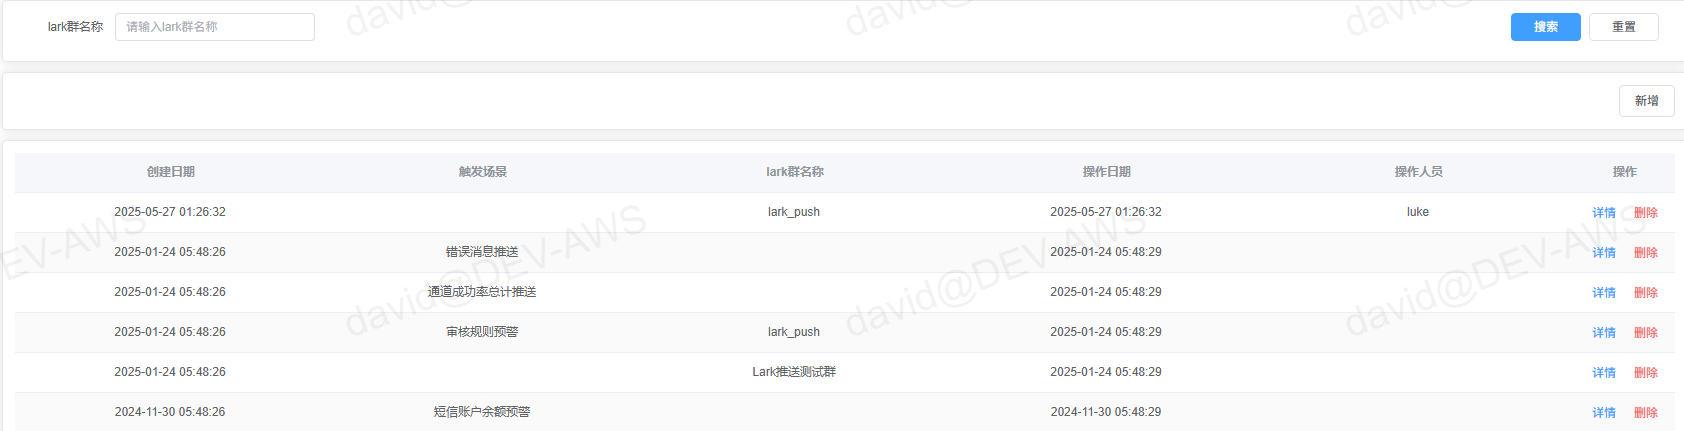 lark群名称 请输入lark群名称 搜索 重置
新增
创建日期 触发场景 lark群名称 操作日期 操作人员 操作
2025-05-27 01:26:32 lark_push 2025-05-27 01:26:32 luke 详情 删除
2025-01-24 05:48:26 错误消息推送 2025-01-24 05:48:29 详情 删除
2025-01-24 05:48:26 通道成功率总计推送 2025-01-24 05:48:29 详情 删除
2025-01-24 05:48:26 审核规则预警 lark_push 2025-01-24 05:48:29 详情 删除
2025-01-24 05:48:26 Lark推送测试群 2025-01-24 05:48:29 详情 删除
2024-11-30 05:48:26 短信账户余额预警 2024-11-30 05:48:29 详情 删除
david@
david@
david@
DEV-AWS
david@DEV-AWS
david@DEV-AWS
david@DEV-AWS